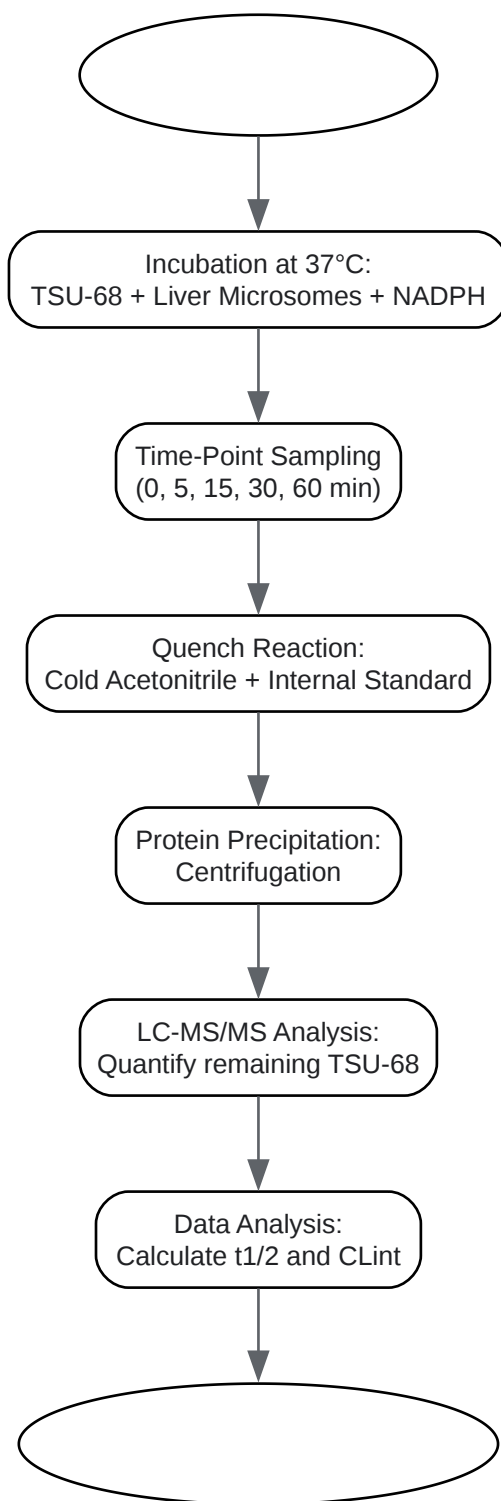 Incubation at 37°C:
TSU-68 + Liver Microsomes + NADPH
Time-Point Sampling
(0, 5, 15, 30, 60 min)
Quench Reaction:
Cold Acetonitrile + Internal Standard
Protein Precipitation:
Centrifugation
LC-MS/MS Analysis:
Quantify remaining TSU-68
Data Analysis:
Calculate t1/2 and CLint